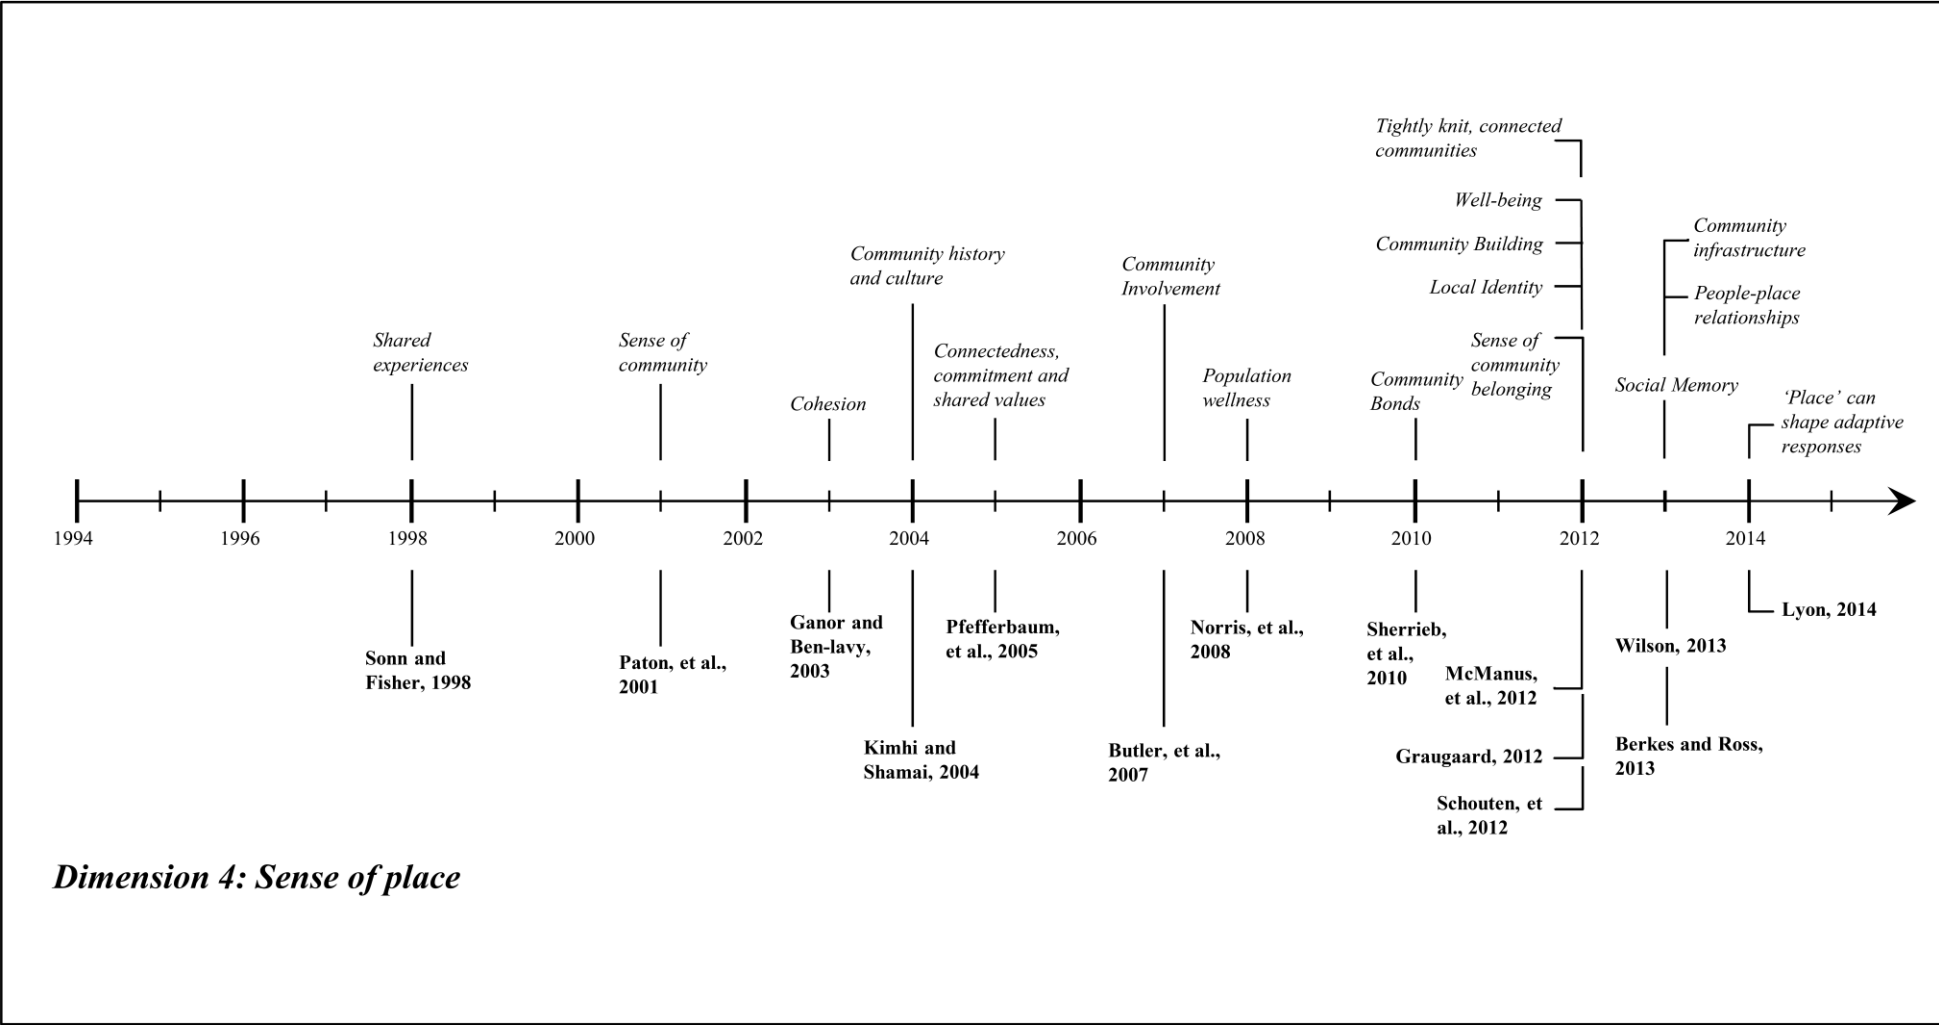 Tightly knit, connected
communities
Well-being
Community Building
Local Identity
Sense of
community
belonging
Community
infrastructure
People-place
relationships
Community history
and culture
Community
Involvement
Shared
experiences
Sense of
community
Cohesion
Connectedness,
commitment and
shared values
Population
wellness
Community
Bonds
Social Memory
‘Place’ can
shape adaptive
responses
1994
1996
1998
2000
2002
2004
2006
2008
2010
2012
2014
Sonn and
Fisher, 1998
Paton, et al.,
2001
Ganor and
Ben-lavy,
2003
Kimhi and
Shamai, 2004
Pfefferbaum,
et al., 2005
Butler, et al.,
2007
Norris, et al.,
2008
Sherrieb,
et al.,
2010
McManus,
et al., 2012
Graugaard, 2012
Schouten, et
al., 2012
Wilson, 2013
Berkes and Ross,
2013
Lyon, 2014
Dimension 4: Sense of place